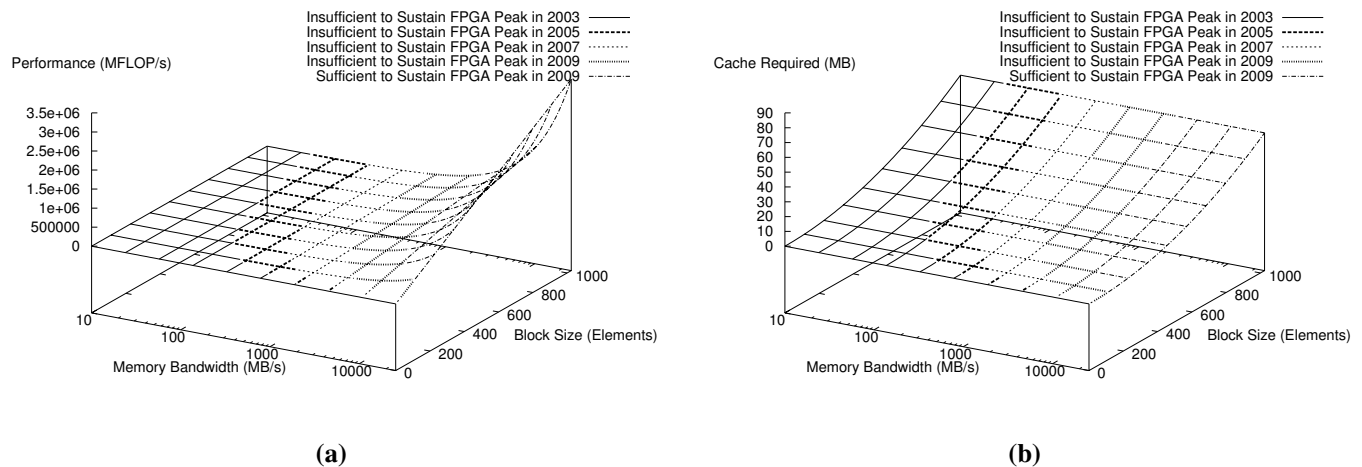 Insufficient to Sustain FPGA Peak in 2003
Insufficient to Sustain FPGA Peak in 2005
Insufficient to Sustain FPGA Peak in 2007
Insufficient to Sustain FPGA Peak in 2009
Sufficient to Sustain FPGA Peak in 2009
Performance (MFLOP/s)
3.5e+06
3e+06
2.5e+06
2e+06
1.5e+06
1e+06
500000
0
10
100
1000
10000
Memory Bandwidth (MB/s)
0
200
400
600
800
1000
Block Size (Elements)
(a)
Insufficient to Sustain FPGA Peak in 2003
Insufficient to Sustain FPGA Peak in 2005
Insufficient to Sustain FPGA Peak in 2007
Insufficient to Sustain FPGA Peak in 2009
Sufficient to Sustain FPGA Peak in 2009
Cache Required (MB)
90
80
70
60
50
40
30
20
10
0
10
100
1000
10000
Memory Bandwidth (MB/s)
0
200
400
600
800
1000
Block Size (Elements)
(b)